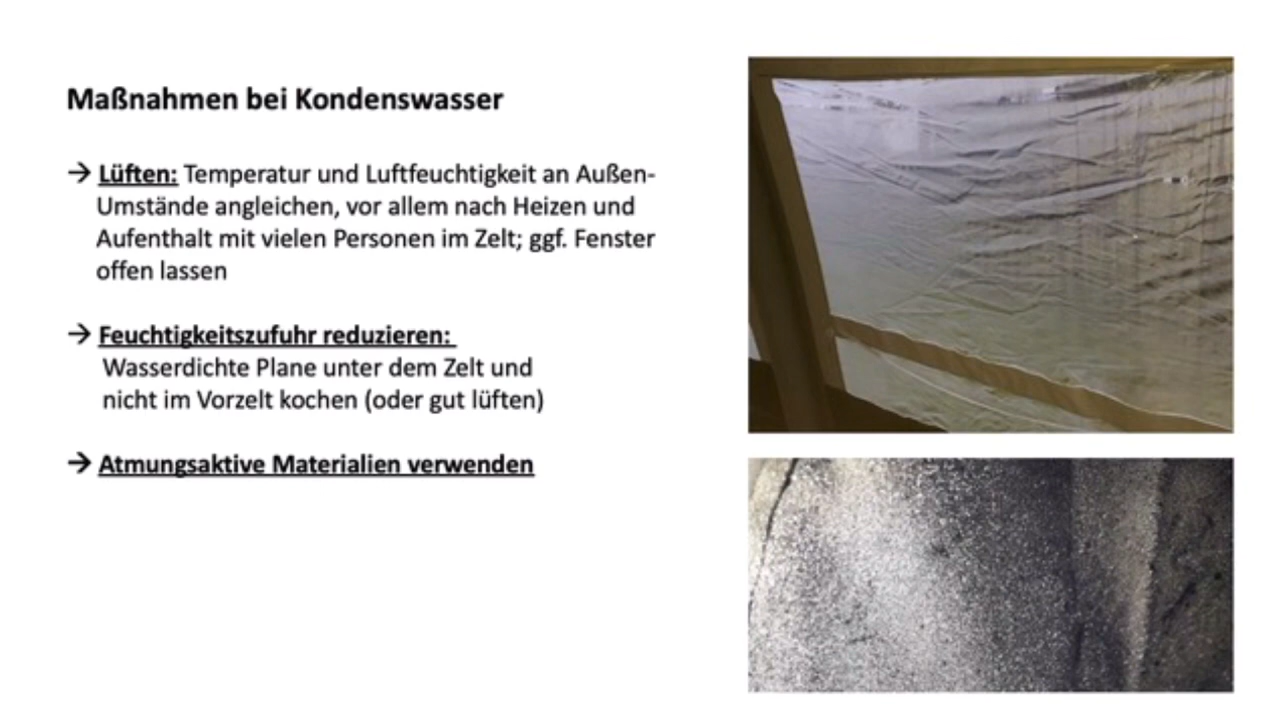 Maßnahmen bei Kondenswasser
→ Lüften: Temperatur und Luftfeuchtigkeit an Außen-
Umstände angleichen, vor allem nach Heizen und
Aufenthalt mit vielen Personen im Zelt; ggf. Fenster
offen lassen
→ Feuchtigkeitszufuhr reduzieren:
Wasserdichte Plane unter dem Zelt und
nicht im Vorzelt kochen (oder gut lüften)
→ Atmungsaktive Materialien verwenden